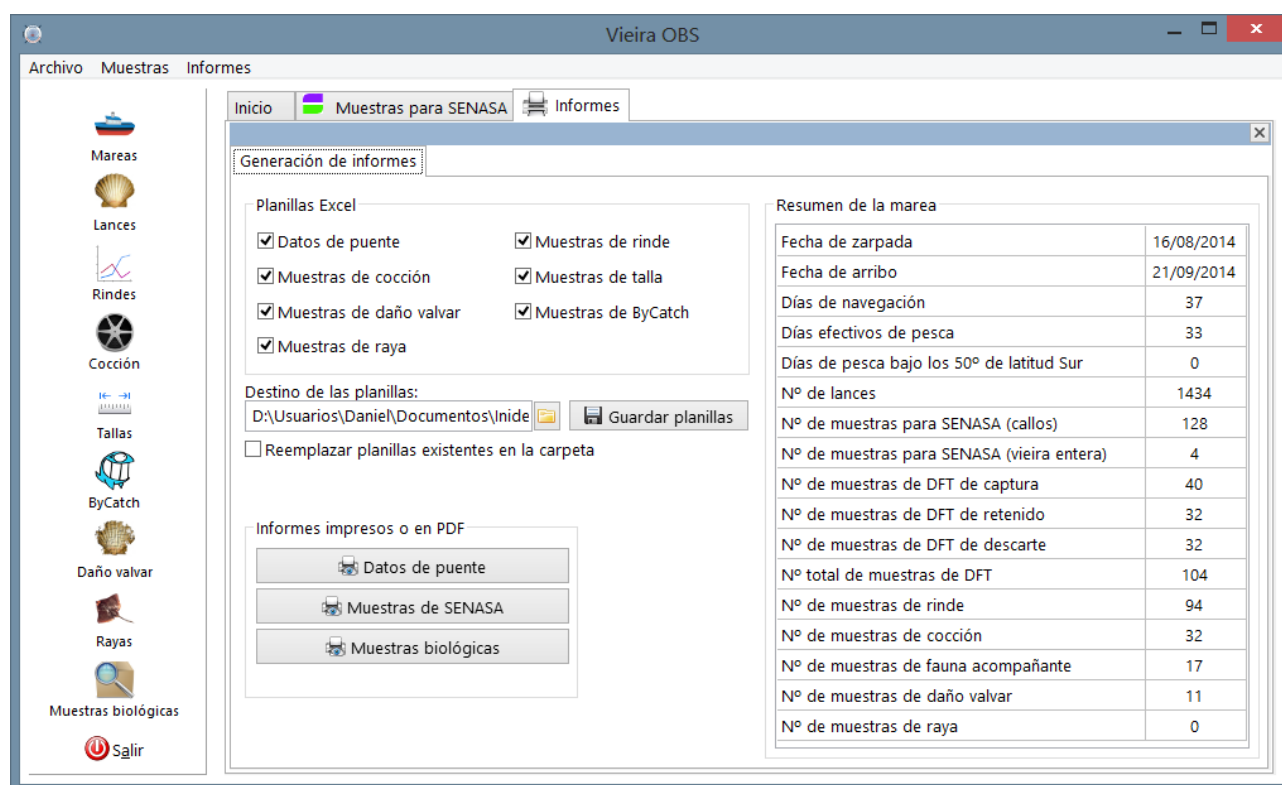 Vieira OBS
Archivo Muestras Informes
Mareas
Lances
Rindes
Cocción
Tallas
ByCatch
Daño valvar
Rayas
Muestras biológicas
Salir
Inicio Muestras para SENASA Informes
Generación de informes
Planillas Excel
Datos de puente Muestras de rinde
Muestras de cocción Muestras de talla
Muestras de daño valvar Muestras de ByCatch
Muestras de raya
Destino de las planillas:
D:\Usuarios\Daniel\Documentos\Inide Guardar planillas
Reemplazar planillas existentes en la carpeta
Informes impresos o en PDF
Datos de puente
Muestras de SENASA
Muestras biológicas
Resumen de la marea
Fecha de zarpada 16/08/2014
Fecha de arribo 21/09/2014
Días de navegación 37
Días efectivos de pesca 33
Días de pesca bajo los 50º de latitud Sur 0
Nº de lances 1434
Nº de muestras para SENASA (callos) 128
Nº de muestras para SENASA (vieira entera) 4
Nº de muestras de DFT de captura 40
Nº de muestras de DFT de retenido 32
Nº de muestras de DFT de descarte 32
Nº total de muestras de DFT 104
Nº de muestras de rinde 94
Nº de muestras de cocción 32
Nº de muestras de fauna acompañante 17
Nº de muestras de daño valvar 11
Nº de muestras de raya 0